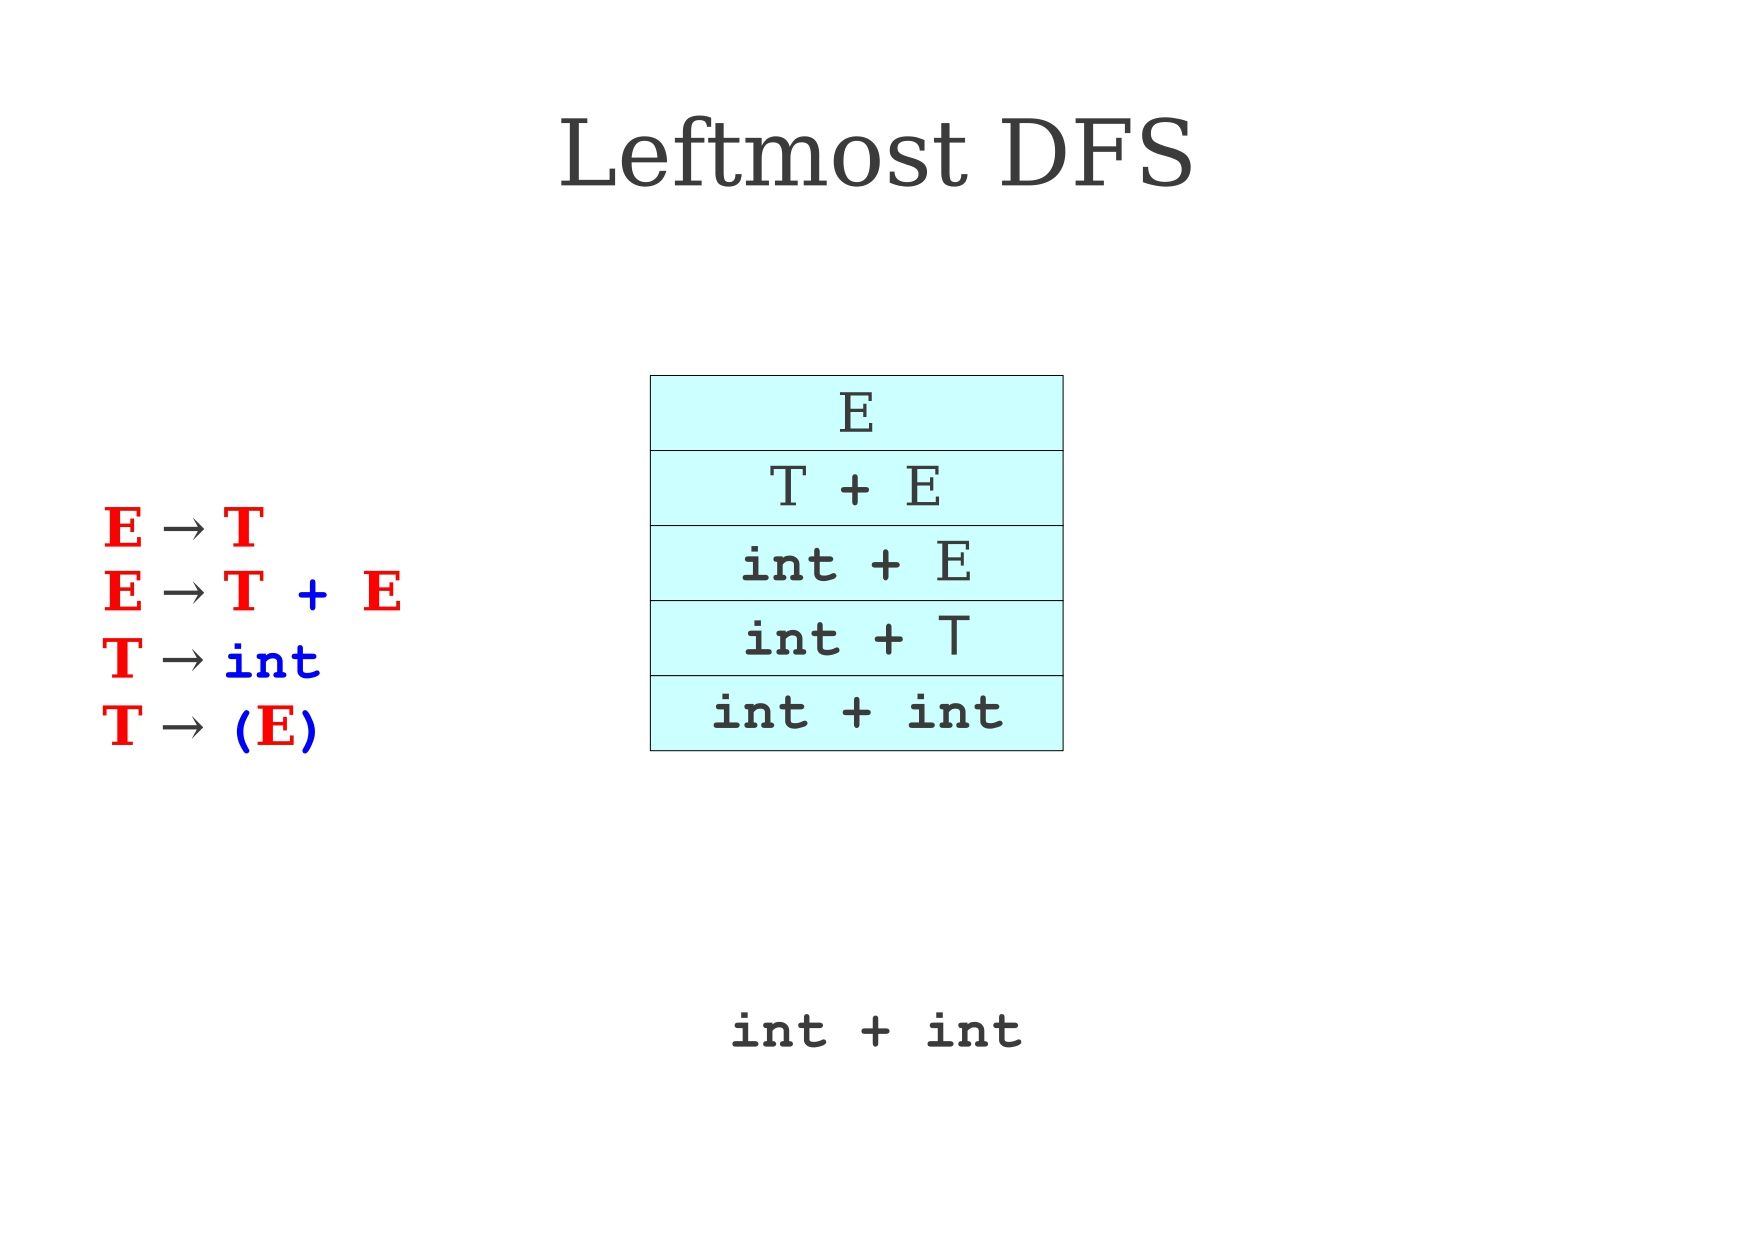 Leftmost DFS
E → T
E → T + E
T → int
T → (E)
E
T + E
int + E
int + T
int + int
int + int